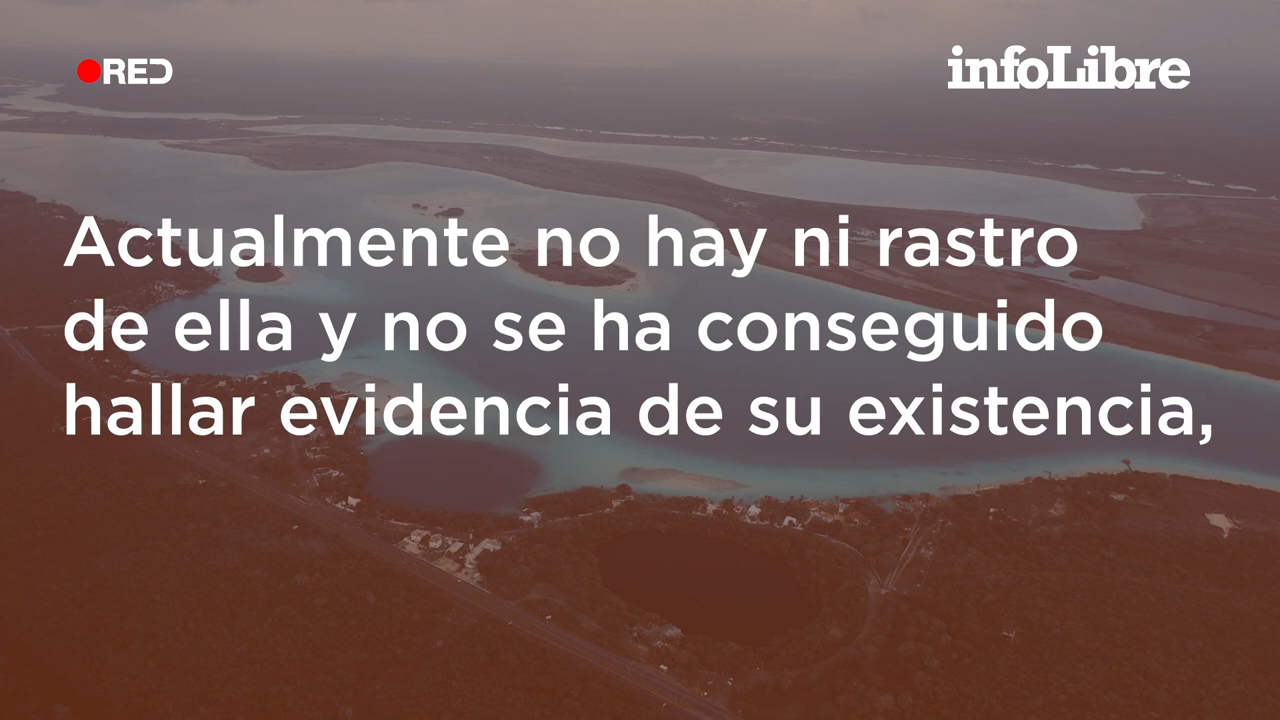 RED
infoLibre
Actualmente no hay ni rastro
de ella y no se ha conseguido
hallar evidencia de su existencia,